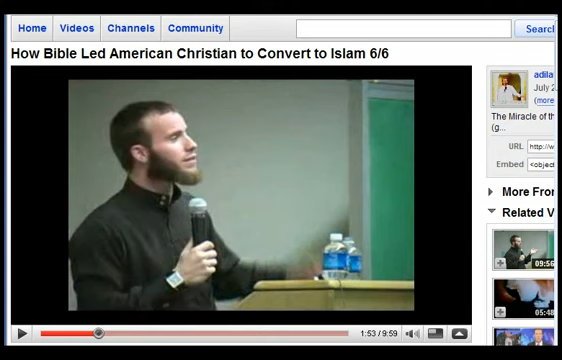 Home Videos Channels Community
Search
How Bible Led American Christian to Convert to Islam 6/6
adila
July 2
(more
The Miracle of th
(g...
URL http://w
Embed <object
More From
Related V
09:56
05:48
1:53 / 9:59